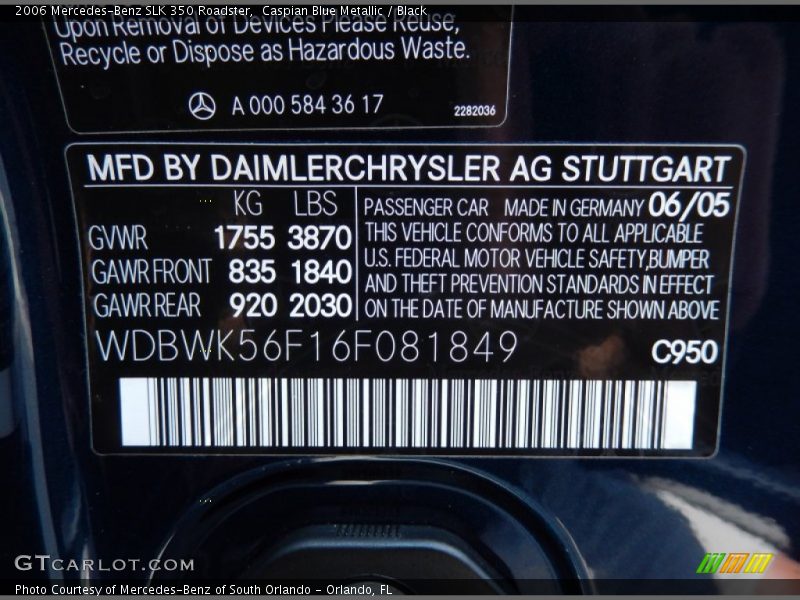 2006 Mercedes-Benz SLK 350 Roadster, Caspian Blue Metallic / Black
Upon Removal of Devices Please Reuse,
Recycle or Dispose as Hazardous Waste.
A 000 584 36 17
2282036
MFD BY DAIMLERCHRYSLER AG STUTTGART
KG LBS
GVWR 1755 3870
GAWR FRONT 835 1840
GAWR REAR 920 2030
PASSENGER CAR MADE IN GERMANY 06/05
THIS VEHICLE CONFORMS TO ALL APPLICABLE
U.S. FEDERAL MOTOR VEHICLE SAFETY, BUMPER
AND THEFT PREVENTION STANDARDS IN EFFECT
ON THE DATE OF MANUFACTURE SHOWN ABOVE
WDBWK56F16F081849
C950
GTCARLOT.COM
Photo Courtesy of Mercedes-Benz of South Orlando - Orlando, FL